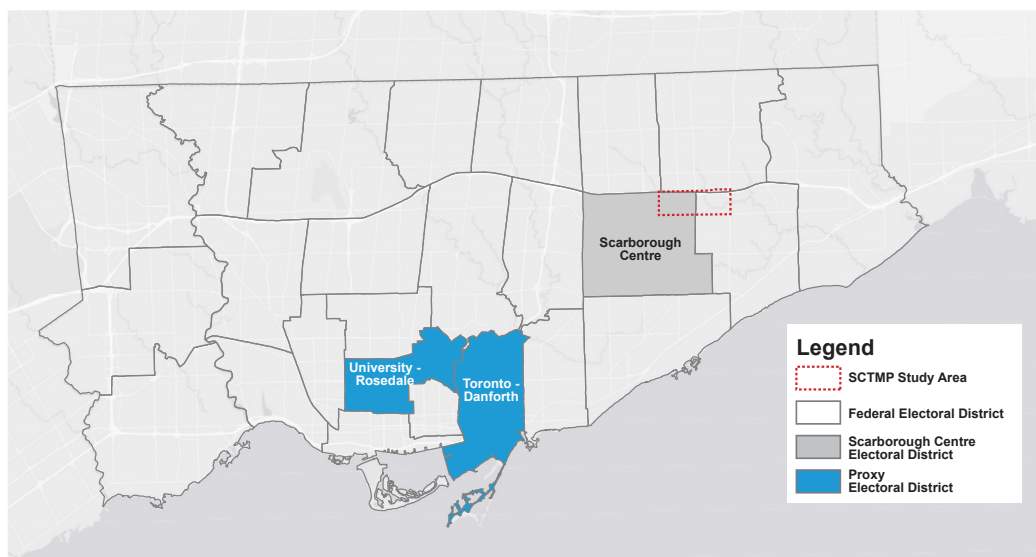 Scarborough
Centre
University -
Rosedale
Toronto -
Danforth
Legend
SCTMP Study Area
Federal Electoral District
Scarborough Centre
Electoral District
Proxy
Electoral District